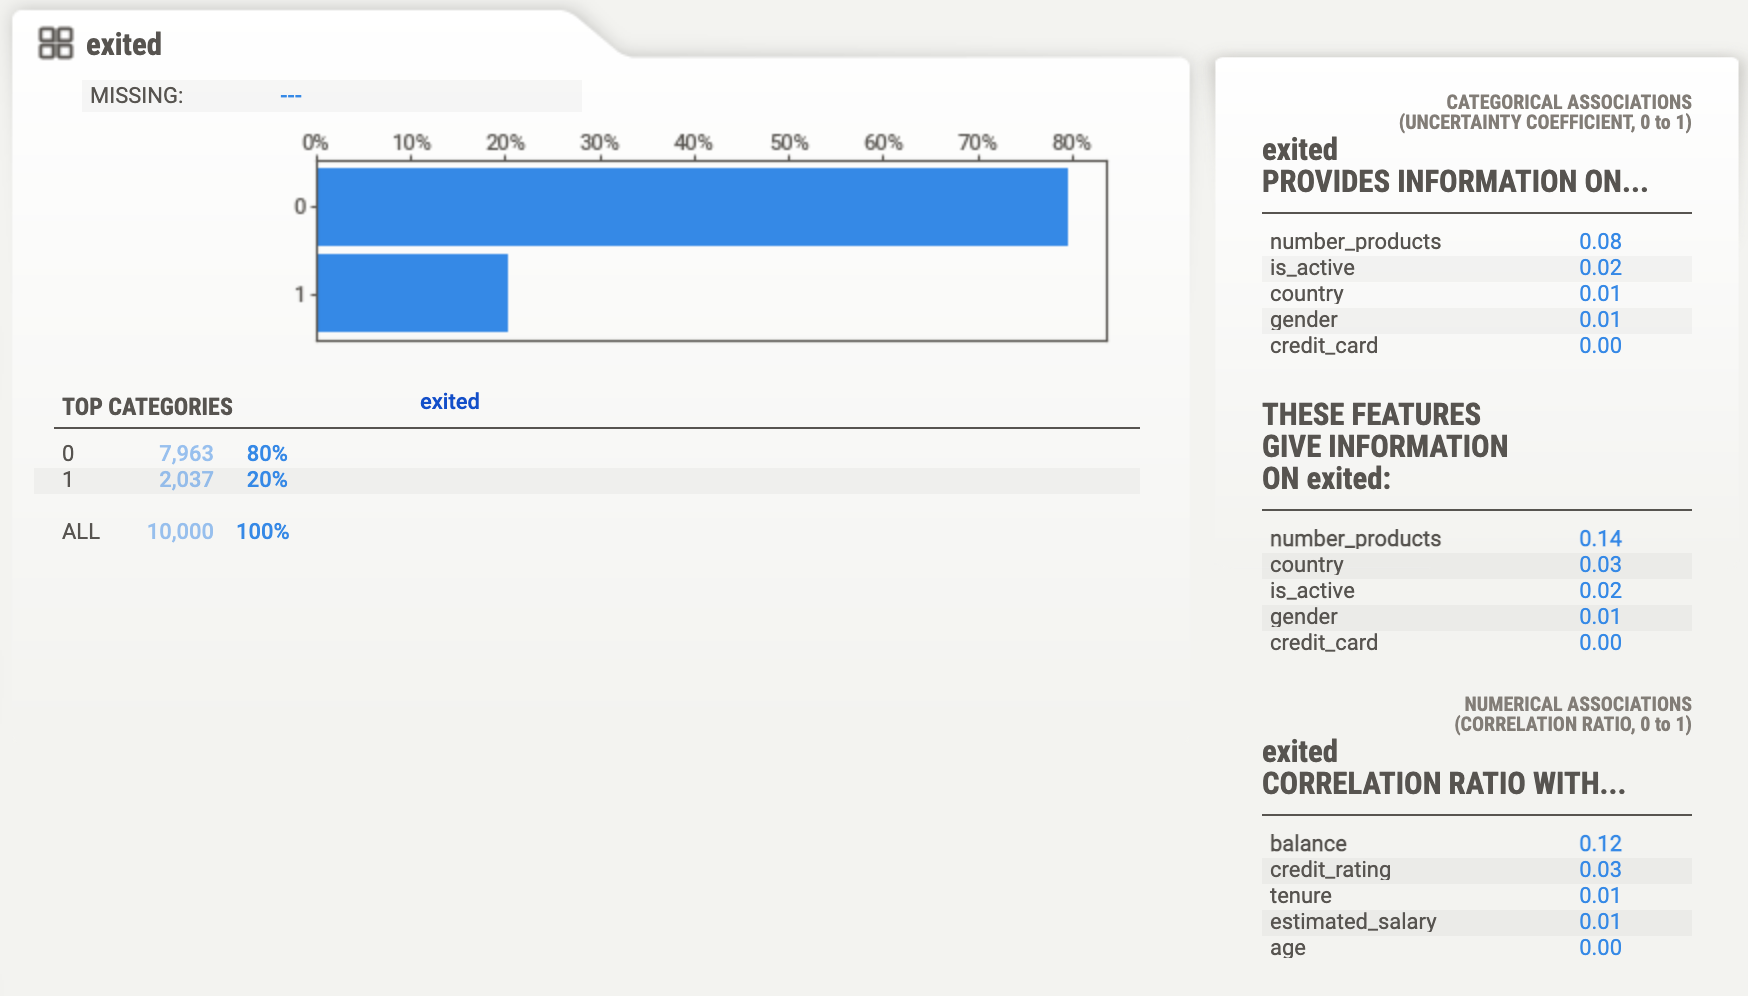 exited
MISSING: ---
0% 10% 20% 30% 40% 50% 60% 70% 80%
0
1
TOP CATEGORIES exited
0 7,963 80%
1 2,037 20%
ALL 10,000 100%
CATEGORICAL ASSOCIATIONS
(UNCERTAINTY COEFFICIENT, 0 to 1)
exited
PROVIDES INFORMATION ON...
number_products 0.08
is_active 0.02
country 0.01
gender 0.01
credit_card 0.00
THESE FEATURES
GIVE INFORMATION
ON exited:
number_products 0.14
country 0.03
is_active 0.02
gender 0.01
credit_card 0.00
NUMERICAL ASSOCIATIONS
(CORRELATION RATIO, 0 to 1)
exited
CORRELATION RATIO WITH...
balance 0.12
credit_rating 0.03
tenure 0.01
estimated_salary 0.01
age 0.00